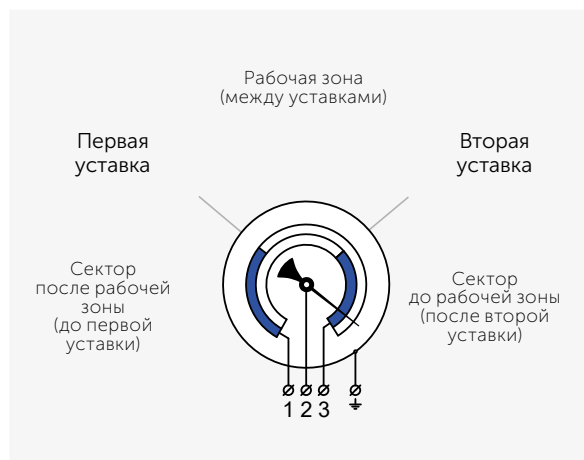 Рабочая зона
(между уставками)
Первая
уставка
Вторая
уставка
Сектор
после рабочей
зоны
(до первой
уставки)
Сектор
до рабочей зоны
(после второй
уставки)
1 2 3